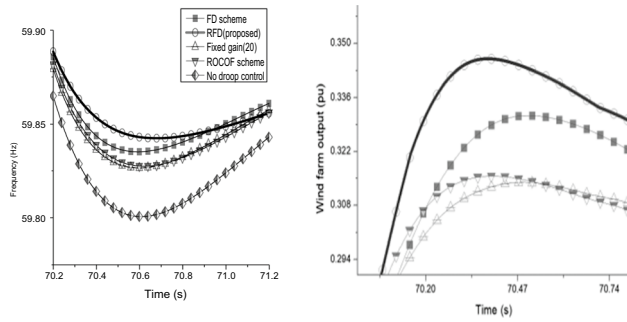 FD scheme
RFD(proposed)
Fixed gain(20)
ROCOF scheme
No droop control
59.90
59.85
59.80
Frequency (Hz)
70.2 70.4 70.6 70.8 71.0 71.2
Time (s)
0.350
0.336
0.322
0.308
0.294
Wind farm output (pu)
70.20 70.47 70.74
Time (s)